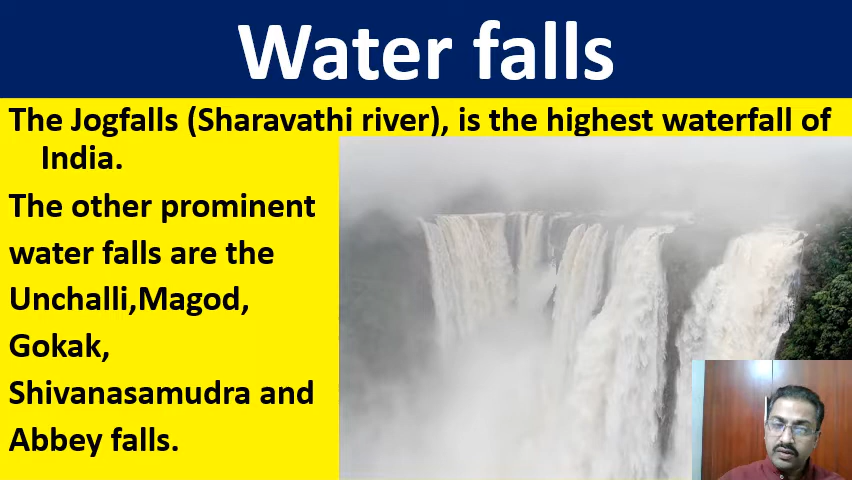 Water falls
The Jogfalls (Sharavathi river), is the highest waterfall of
India.
The other prominent
water falls are the
Unchalli,Magod,
Gokak,
Shivanasamudra and
Abbey falls.